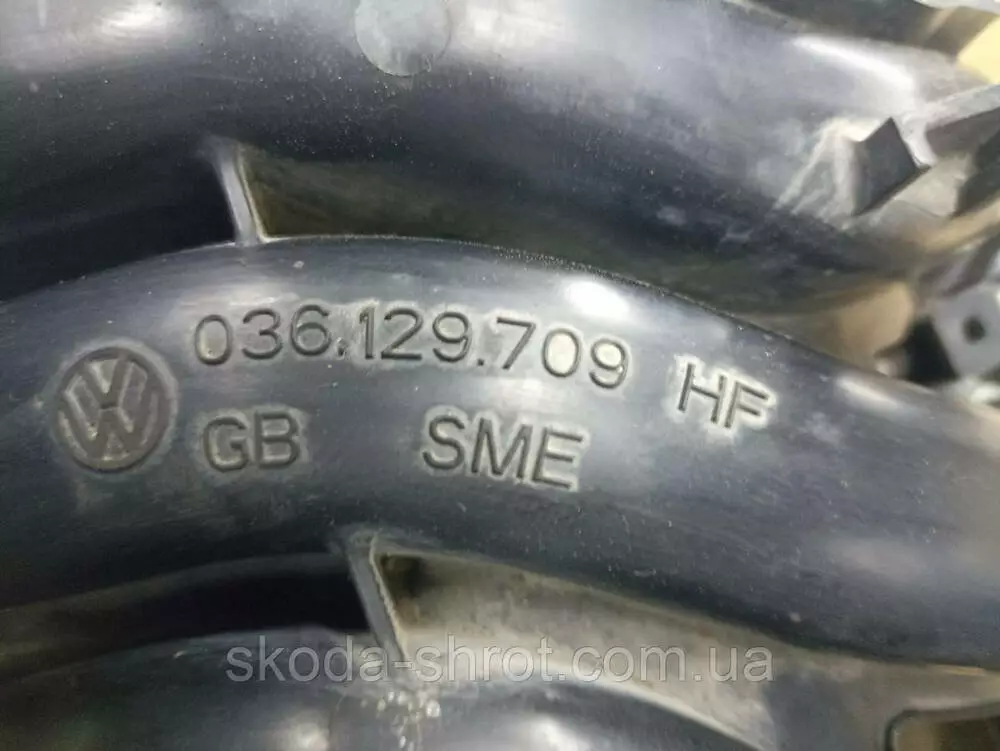 036.129.709 HF
GB SME
skoda-shrot.com.ua